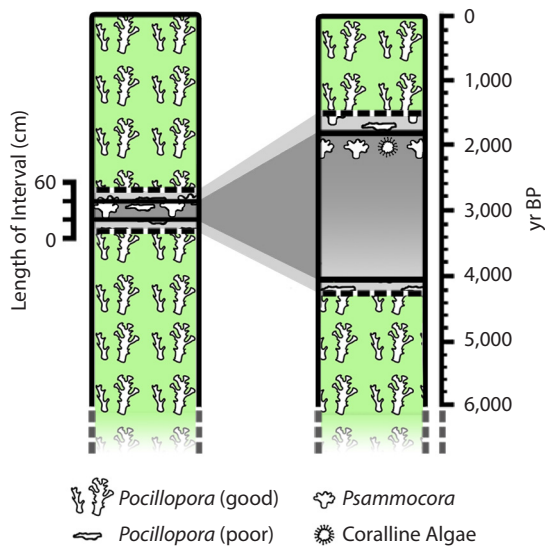 0
1,000
2,000
3,000
4,000
5,000
6,000
yr BP
Length of Interval (cm)
60
0
Pocillopora (good)
Psammocora
Pocillopora (poor)
Coralline Algae